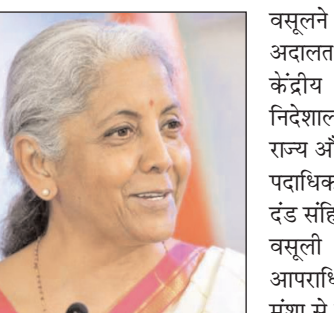 वसूलने
अदालत
केंद्रीय
निदेशाल
राज्य औ
पदाधिक
दंड संहि
वसूली
आपराधि
मंशा से